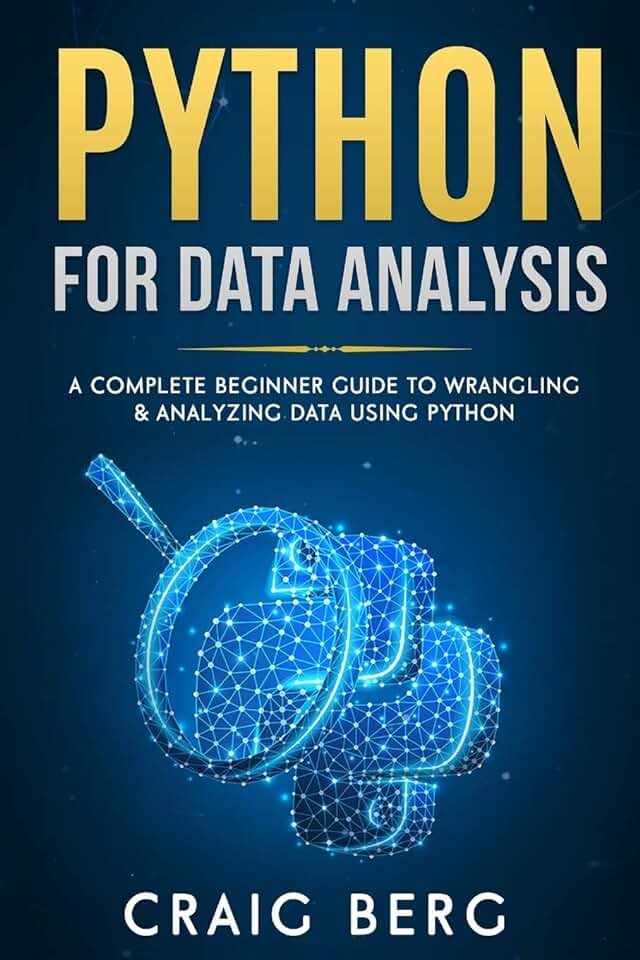 PYTHON
FOR DATA ANALYSIS
A COMPLETE BEGINNER GUIDE TO WRANGLING
& ANALYZING DATA USING PYTHON
CRAIG BERG